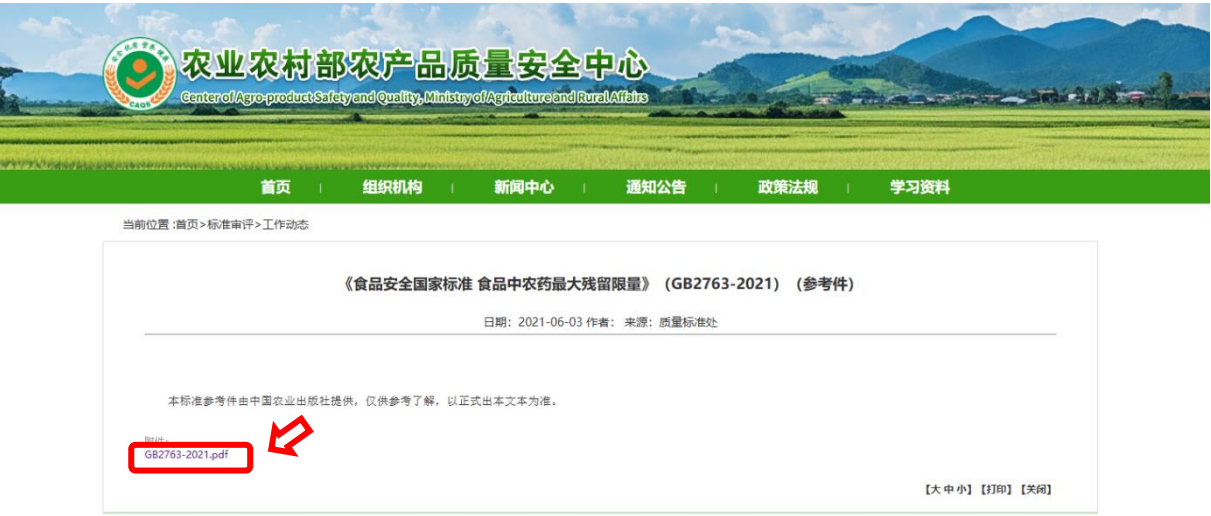 农业农村部农产品质量安全中心
Center of Agro-product Safety and Quality, Ministry of Agriculture and Rural Affairs
CAQS
首页 | 组织机构 | 新闻中心 | 通知公告 | 政策法规 | 学习资料
当前位置 :首页>标准审评>工作动态
《食品安全国家标准 食品中农药最大残留限量》（GB2763-2021）（参考件）
日期：2021-06-03 作者： 来源：质量标准处
本标准参考件由中国农业出版社提供，仅供参考了解，以正式出本文本为准。
附件：
GB2763-2021.pdf
【大 中 小】【打印】【关闭】